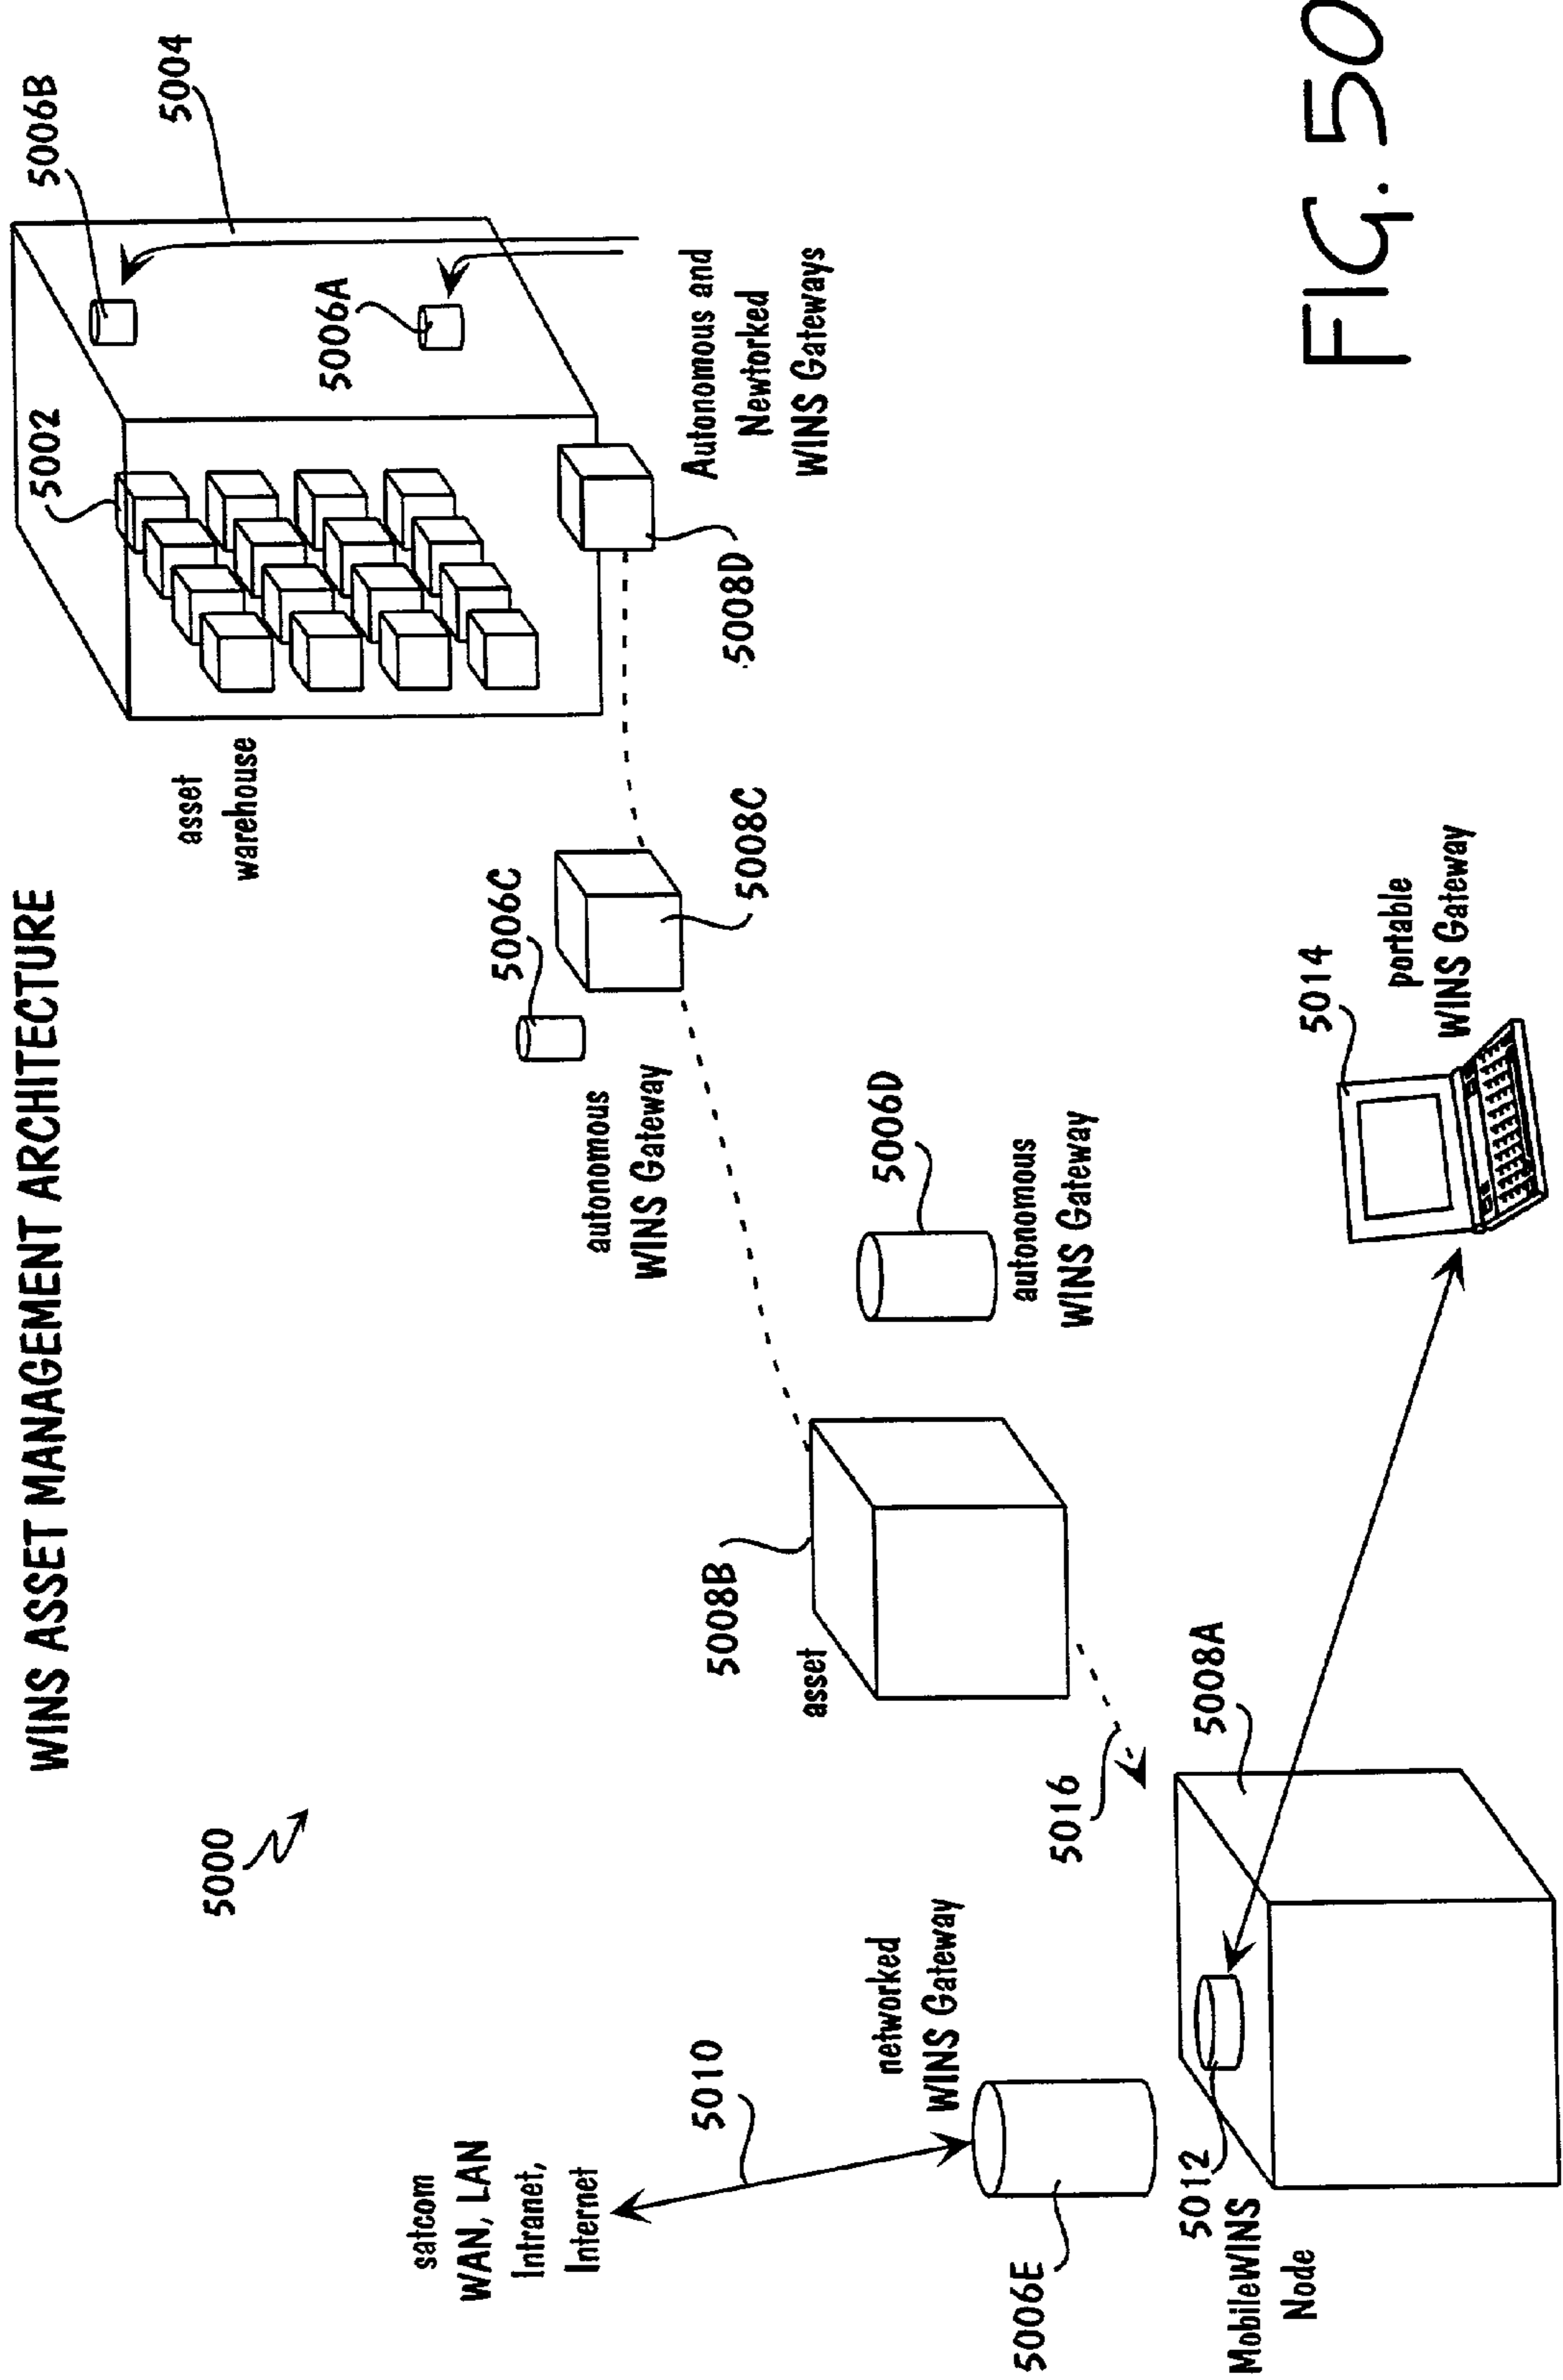 WINS ASSET MANAGEMENT ARCHITECTURE
5000
satcom
WAN, LAN
Intranet,
Internet
5010
networked
WINS Gateway
5006E
5012
MobileWINS
Node
5016
5008A
5008B
asset
5006D
autonomous
WINS Gateway
5006C
autonomous
WINS Gateway
5008C
asset
warehouse
5002
5006B
5004
5006A
5008D
Autonomous and
Newtorked
WINS Gateways
5014
portable
WINS Gateway
FIG. 50